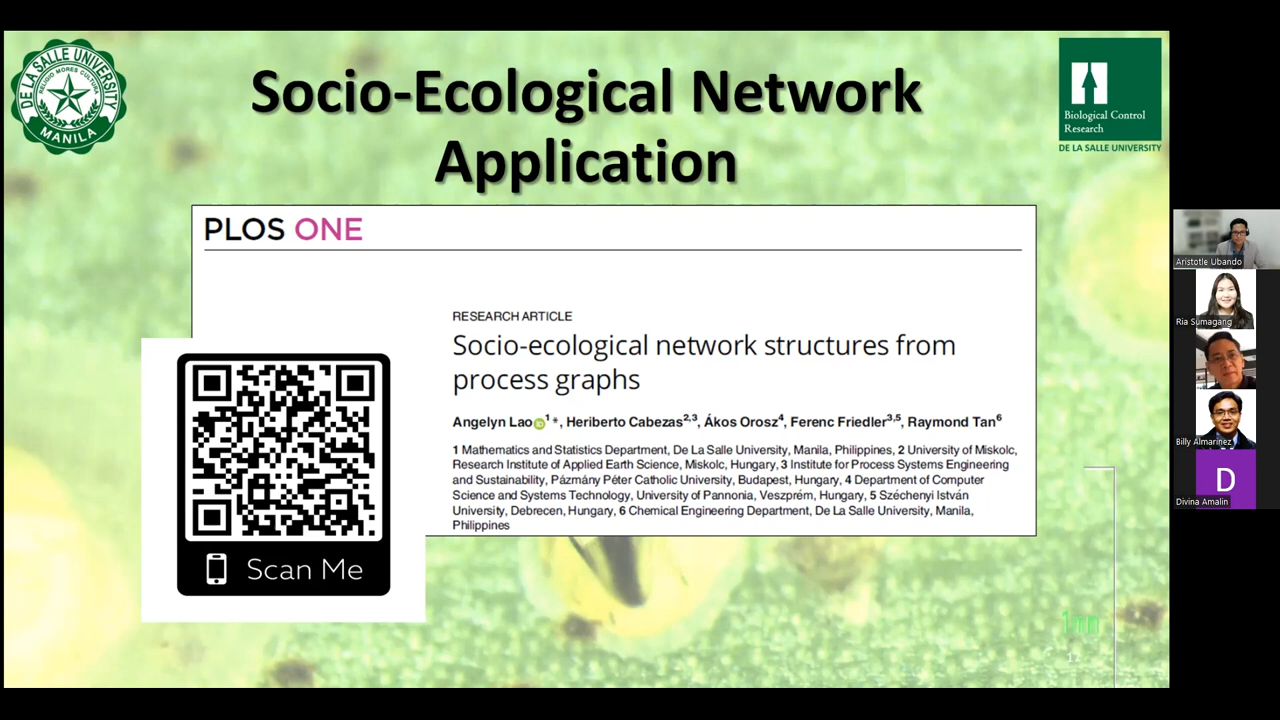 DE LA SALLE UNIVERSITY
RELIGIO MORES CULTURA
MANILA
Socio-Ecological Network
Application
Biological Control
Research
DE LA SALLE UNIVERSITY
PLOS ONE
RESEARCH ARTICLE
Socio-ecological network structures from
process graphs
Angelyn Lao iD 1 *, Heriberto Cabezas2,3, Ákos Orosz4, Ferenc Friedler3,5, Raymond Tan6
1 Mathematics and Statistics Department, De La Salle University, Manila, Philippines, 2 University of Miskolc,
Research Institute of Applied Earth Science, Miskolc, Hungary, 3 Institute for Process Systems Engineering
and Sustainability, Pázmány Péter Catholic University, Budapest, Hungary, 4 Department of Computer
Science and Systems Technology, University of Pannonia, Veszprém, Hungary, 5 Széchenyi István
University, Debrecen, Hungary, 6 Chemical Engineering Department, De La Salle University, Manila,
Philippines
Scan Me
1mm
Aristotle Ubando
Ria Sumagang
Billy Almarinez
D
Divina Amalin